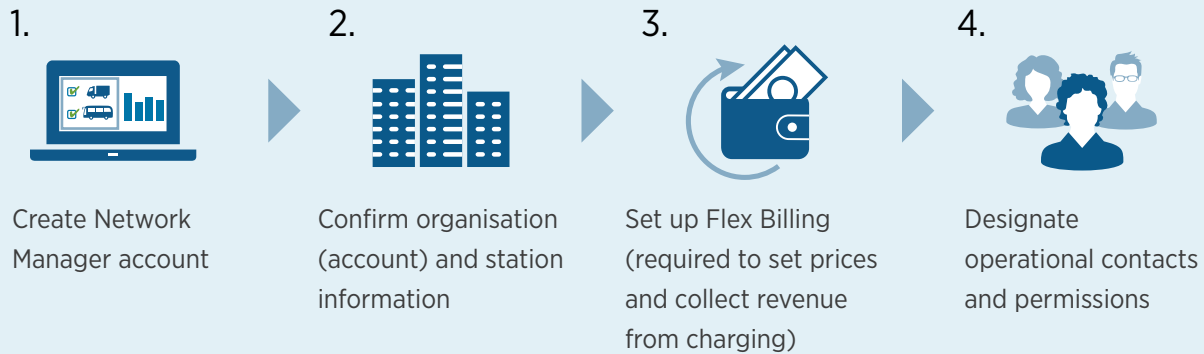 1.
Create Network
Manager account
2.
Confirm organisation
(account) and station
information
3.
Set up Flex Billing
(required to set prices
and collect revenue
from charging)
4.
Designate
operational contacts
and permissions